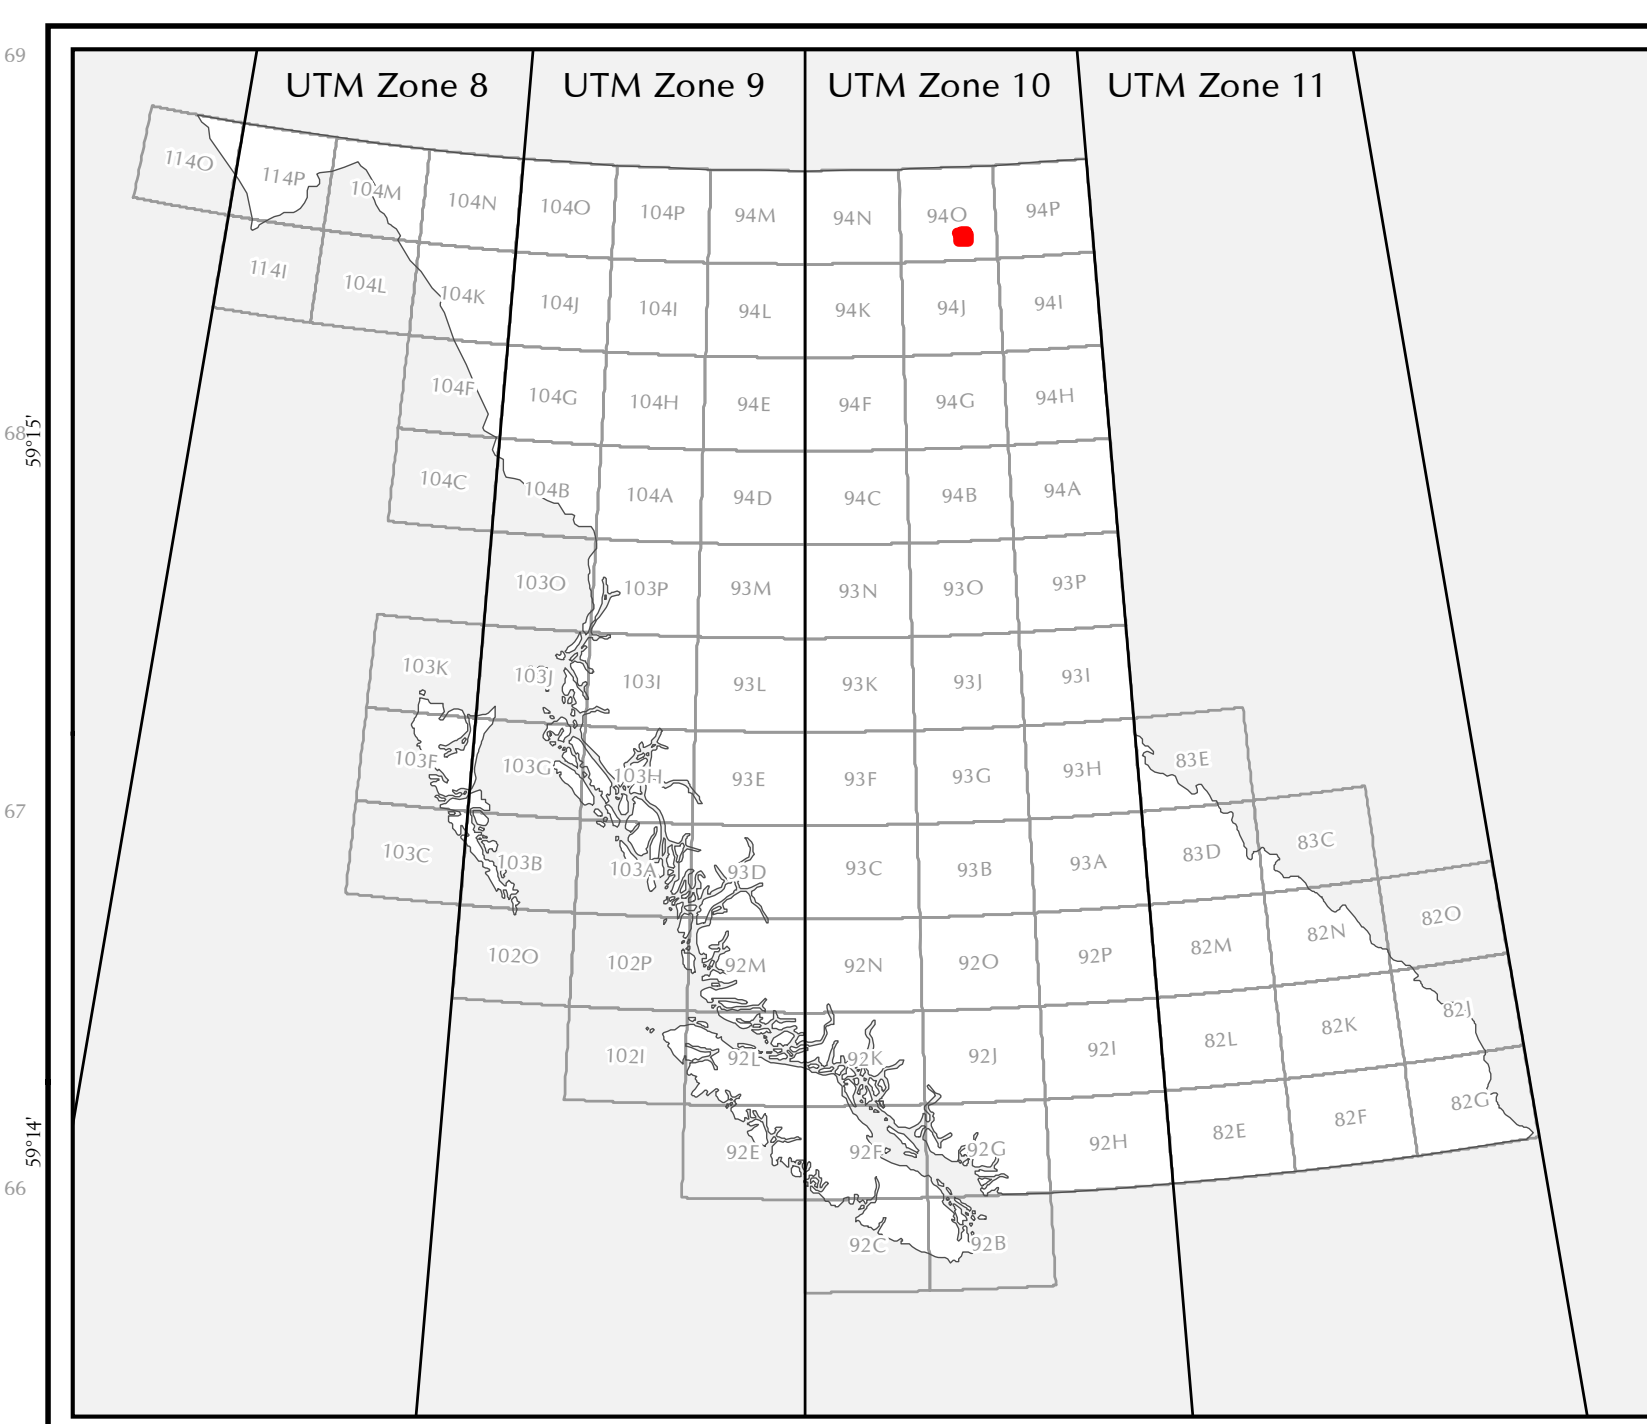 69
UTM Zone 8 UTM Zone 9 UTM Zone 10 UTM Zone 11
114O 114P 104M 104N 104O 104P 94M 94N 94O 94P
114I 104L 104K 104J 104I 94L 94K 94J 94I
104F 104G 104H 94E 94F 94G 94H
68
59°15'
104C 104B 104A 94D 94C 94B 94A
103O 103P 93M 93N 93O 93P
103K 103J 103I 93L 93K 93J 93I
103F 103G 103H 93E 93F 93G 93H 83E
67
103C 103B 103A 93D 93C 93B 93A 83D 83C
102O 102P 92M 92N 92O 92P 82M 82N 82O
102I 92L 92K 92J 92I 82L 82K 82J
59°14'
92E 92F 92G 92H 82E 82F 82G
66
92C 92B